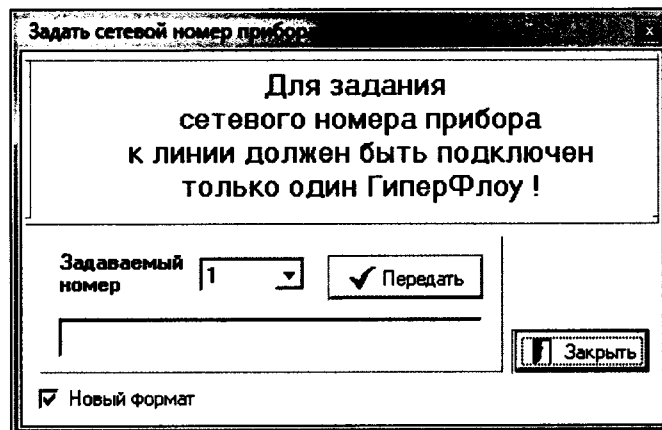 Задать сетевой номер прибора
Для задания
сетевого номера прибора
к линии должен быть подключен
только один ГиперФлоу !
Задаваемый
номер
1
Передать
Закрыть
Новый формат